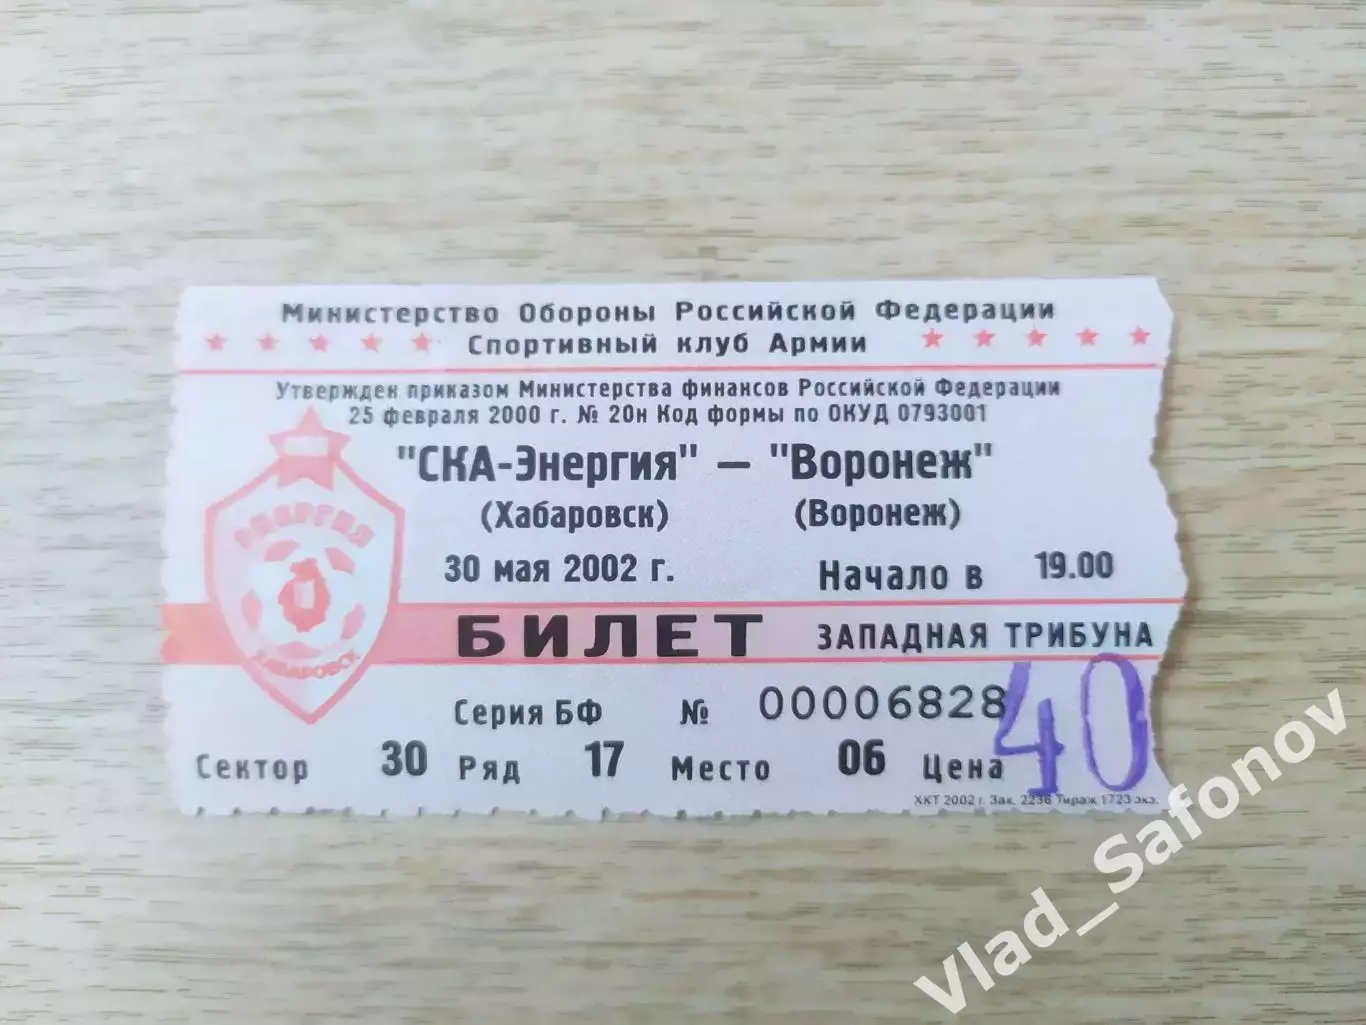 Министерство Обороны Российской Федерации
Спортивный клуб Армии
Утвержден приказом Министерства финансов Российской Федерации
25 февраля 2000 г. № 20н Код формы по ОКУД 0793001
"СКА-Энергия" — "Воронеж"
(Хабаровск) (Воронеж)
30 мая 2002 г. Начало в 19.00
ЭНЕРГИЯ
ХАБАРОВСК
БИЛЕТ ЗАПАДНАЯ ТРИБУНА
Серия БФ № 00006828
Сектор 30 Ряд 17 Место 06 Цена 40
ХКТ 2002 г. Зак. 2236 Тираж 1723 экз.
Vlad_Safonov